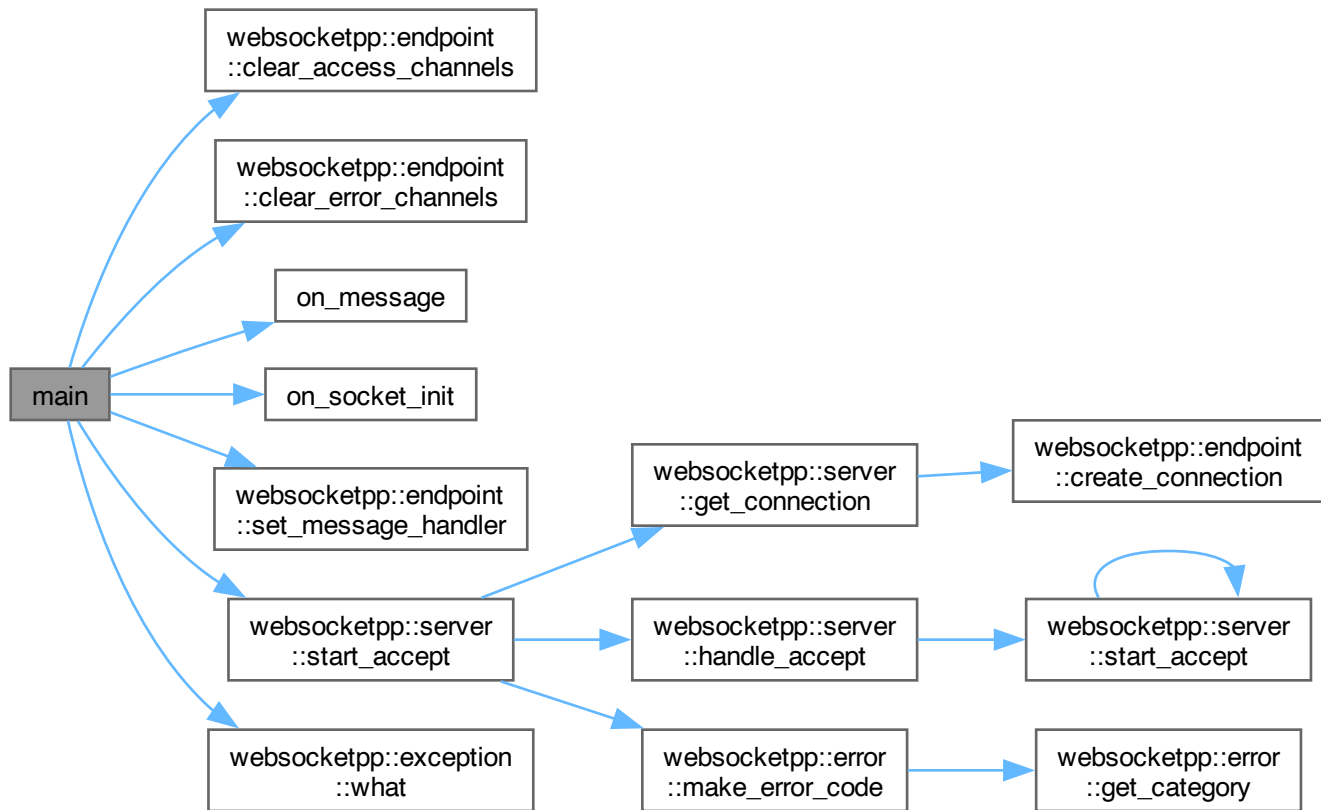 websocketpp::endpoint
::clear_access_channels
websocketpp::endpoint
::clear_error_channels
on_message
main
on_socket_init
websocketpp::endpoint
::set_message_handler
websocketpp::server
::get_connection
websocketpp::endpoint
::create_connection
websocketpp::server
::start_accept
websocketpp::server
::handle_accept
websocketpp::server
::start_accept
websocketpp::exception
::what
websocketpp::error
::make_error_code
websocketpp::error
::get_category